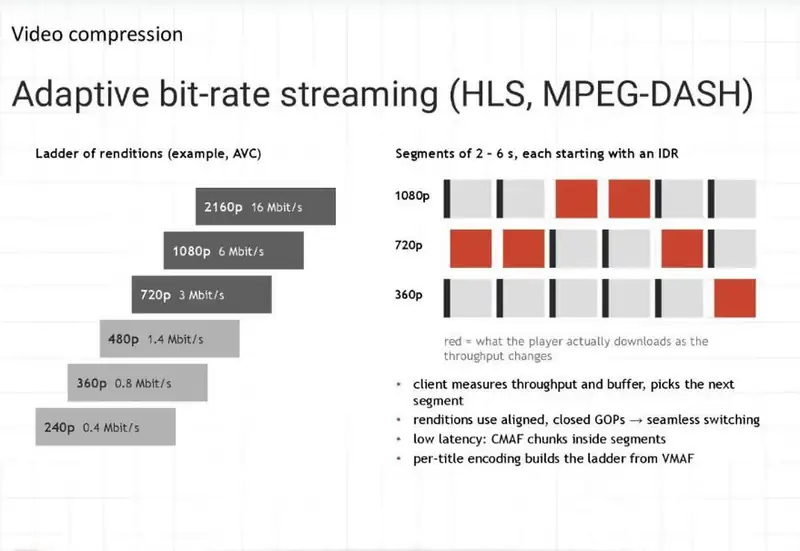 Video compression
Adaptive bit-rate streaming (HLS, MPEG-DASH)
Ladder of renditions (example, AVC)
2160p 16 Mbit/s
1080p 6 Mbit/s
720p 3 Mbit/s
480p 1.4 Mbit/s
360p 0.8 Mbit/s
240p 0.4 Mbit/s
Segments of 2 – 6 s, each starting with an IDR
1080p
720p
360p
red = what the player actually downloads as the
throughput changes
• client measures throughput and buffer, picks the next
segment
• renditions use aligned, closed GOPs → seamless switching
• low latency: CMAF chunks inside segments
• per-title encoding builds the ladder from VMAF